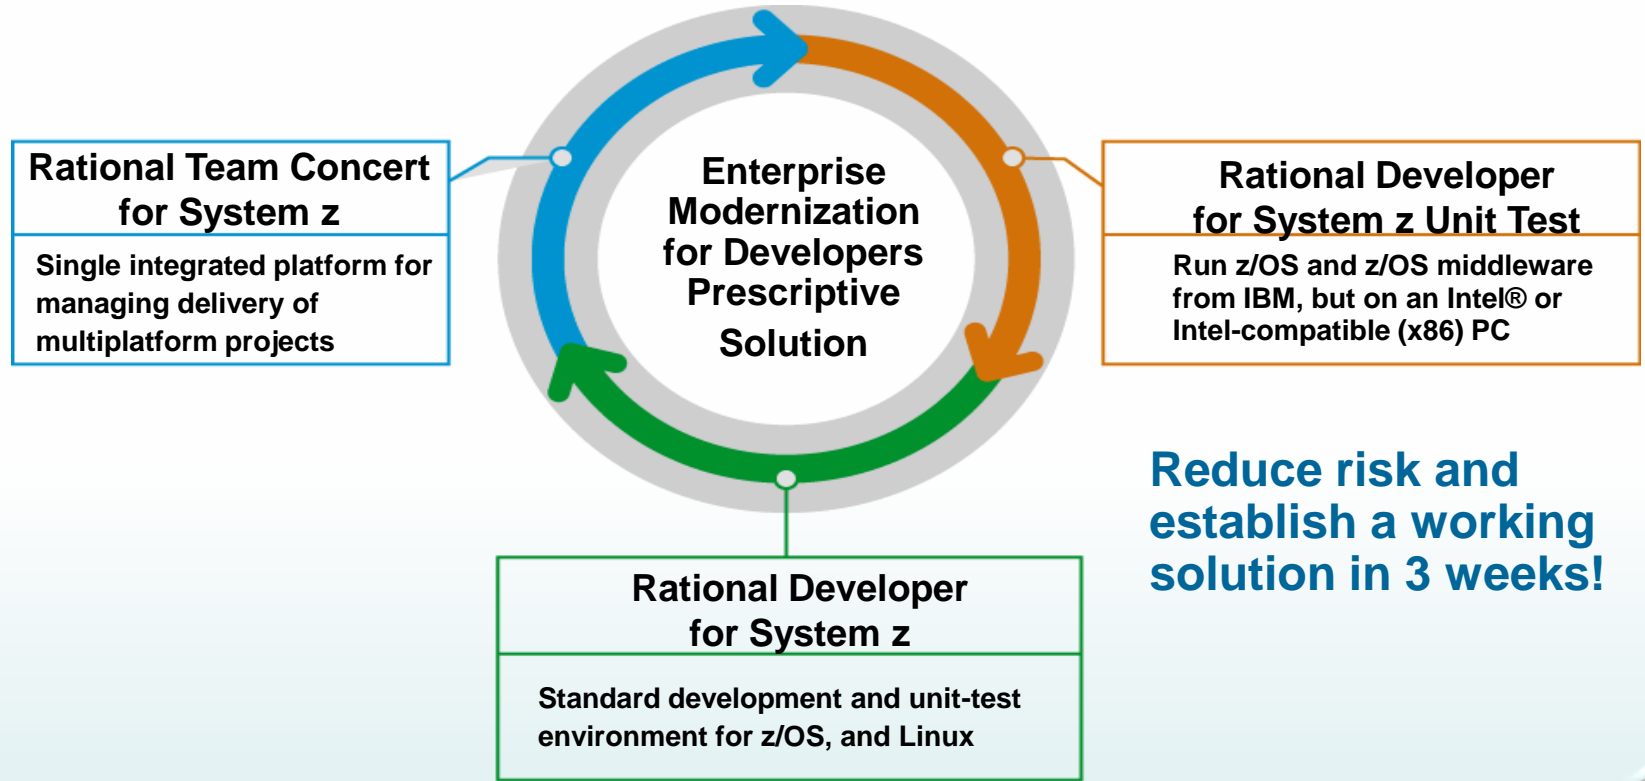 Rational Team Concert
for System z
Single integrated platform for
managing delivery of
multiplatform projects
Enterprise
Modernization
for Developers
Prescriptive
Solution
Rational Developer
for System z Unit Test
Run z/OS and z/OS middleware
from IBM, but on an Intel® or
Intel-compatible (x86) PC
Reduce risk and
establish a working
solution in 3 weeks!
Rational Developer
for System z
Standard development and unit-test
environment for z/OS, and Linux